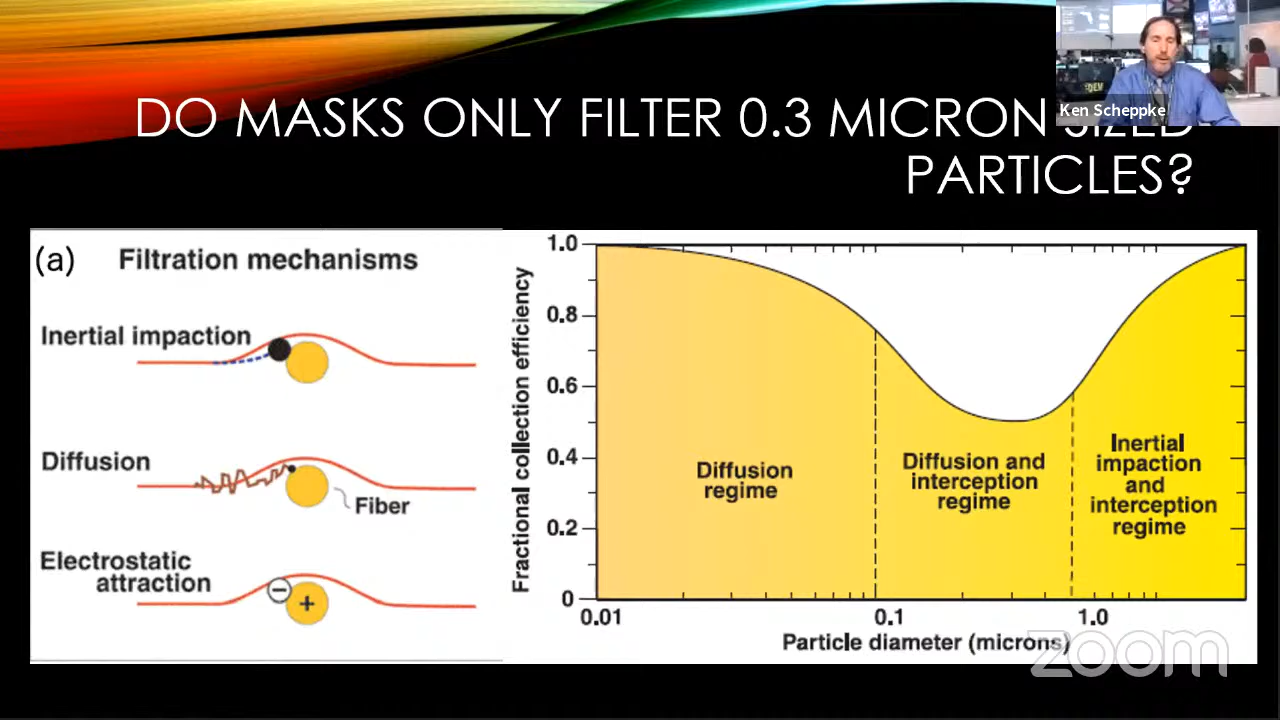 DO MASKS ONLY FILTER 0.3 MICRON SIZED
PARTICLES?
Ken Scheppke
(a)
Filtration mechanisms
Inertial impaction
Diffusion
Fiber
Electrostatic
attraction
−
+
Fractional collection efficiency
1.0
0.8
0.6
0.4
0.2
0
Diffusion
regime
Diffusion and
interception
regime
Inertial
impaction
and
interception
regime
0.01
0.1
1.0
Particle diameter (microns)
zoom